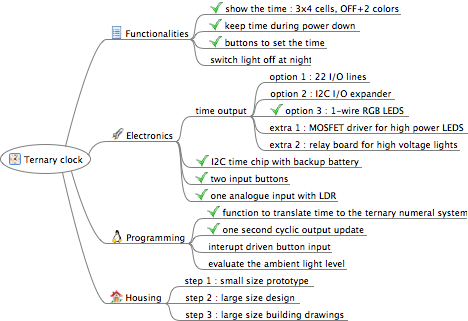 Ternary clock
Functionalities
show the time : 3x4 cells, OFF+2 colors
keep time during power down
buttons to set the time
switch light off at night
Electronics
time output
option 1 : 22 I/O lines
option 2 : I2C I/O expander
option 3 : 1-wire RGB LEDS
extra 1 : MOSFET driver for high power LEDS
extra 2 : relay board for high voltage lights
I2C time chip with backup battery
two input buttons
one analogue input with LDR
Programming
function to translate time to the ternary numeral system
one second cyclic output update
interupt driven button input
evaluate the ambient light level
Housing
step 1 : small size prototype
step 2 : large size design
step 3 : large size building drawings